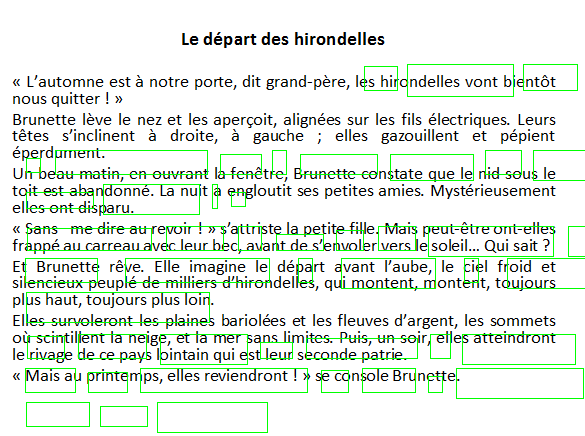 Le départ des hirondelles
« L’automne est à notre porte, dit grand-père, les hirondelles vont bientôt
nous quitter ! »
Brunette lève le nez et les aperçoit, alignées sur les fils électriques. Leurs
têtes s’inclinent à droite, à gauche ; elles gazouillent et pépient
éperdument.
Un beau matin, en ouvrant la fenêtre, Brunette constate que le nid sous le
toit est abandonné. La nuit a englouti ses petites amies. Mystérieusement
elles ont disparu.
« Sans me dire au revoir ! » s’attriste la petite fille. Mais peut-être ont-elles
frappé au carreau avec leur bec, avant de s’envoler vers le soleil... Qui sait ?
Et Brunette rêve. Elle imagine le départ avant l’aube, le ciel froid et
silencieux peuplé de milliers d’hirondelles, qui montent, montent, toujours
plus haut, toujours plus loin.
Elles survoleront les plaines bariolées et les fleuves d’argent, les sommets
où scintillent la neige, et la mer sans limites. Puis, un soir, elles atteindront
le rivage de ce pays lointain qui est leur seconde patrie.
« Mais au printemps, elles reviendront ! » se console Brunette.